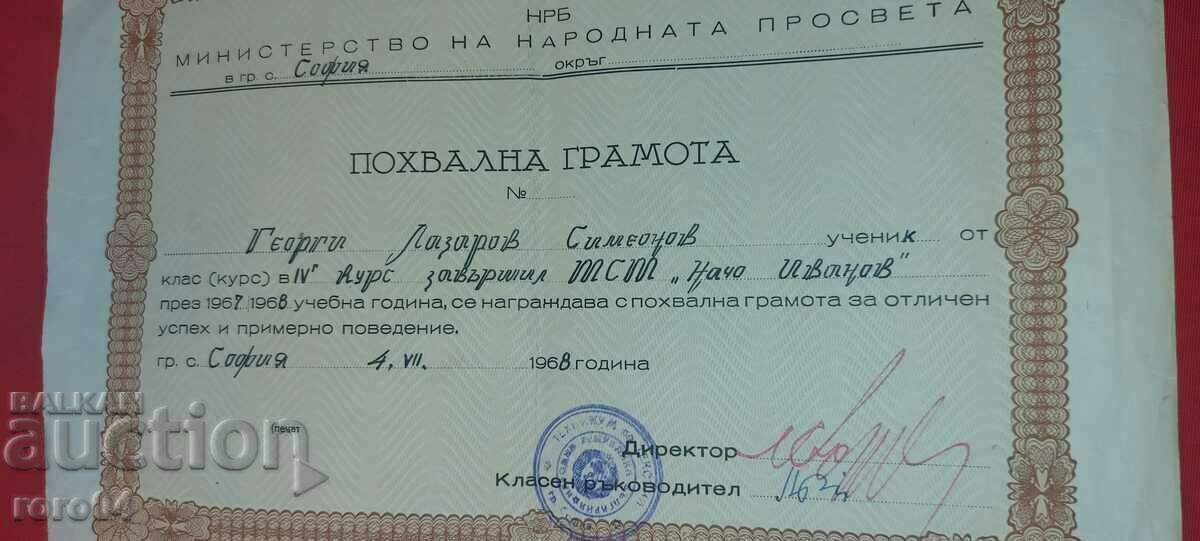 НРБ
МИНИСТЕРСТВО НА НАРОДНАТА ПРОСВЕТА
в гр. с. София окръг
ПОХВАЛНА ГРАМОТА
№
Георги Лазаров Симеонов ученик от
клас (курс) в IVг курс завършил ТСТ „Начо Иванов"
през 1967/1968 учебна година, се награждава с похвална грамота за отличен
успех и примерно поведение.
гр. с. София 4. VII. 1968 година
(печат
Директор
Класен ръководител
BALKAN
auction
roro04